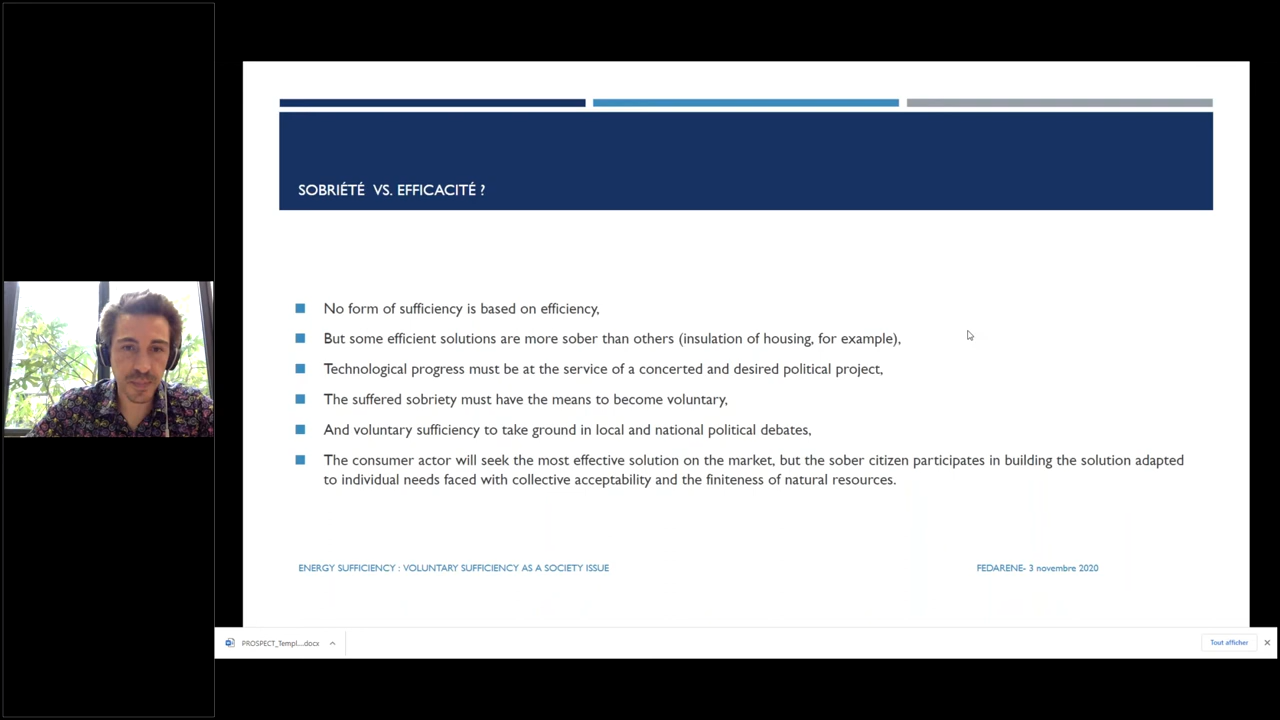 SOBRIÉTÉ VS. EFFICACITÉ ?
No form of sufficiency is based on efficiency,
But some efficient solutions are more sober than others (insulation of housing, for example),
Technological progress must be at the service of a concerted and desired political project,
The suffered sobriety must have the means to become voluntary,
And voluntary sufficiency to take ground in local and national political debates,
The consumer actor will seek the most effective solution on the market, but the sober citizen participates in building the solution adapted
to individual needs faced with collective acceptability and the finiteness of natural resources.
ENERGY SUFFICIENCY : VOLUNTARY SUFFICIENCY AS A SOCIETY ISSUE
FEDARENE- 3 novembre 2020
PROSPECT_Templ....docx
Tout afficher